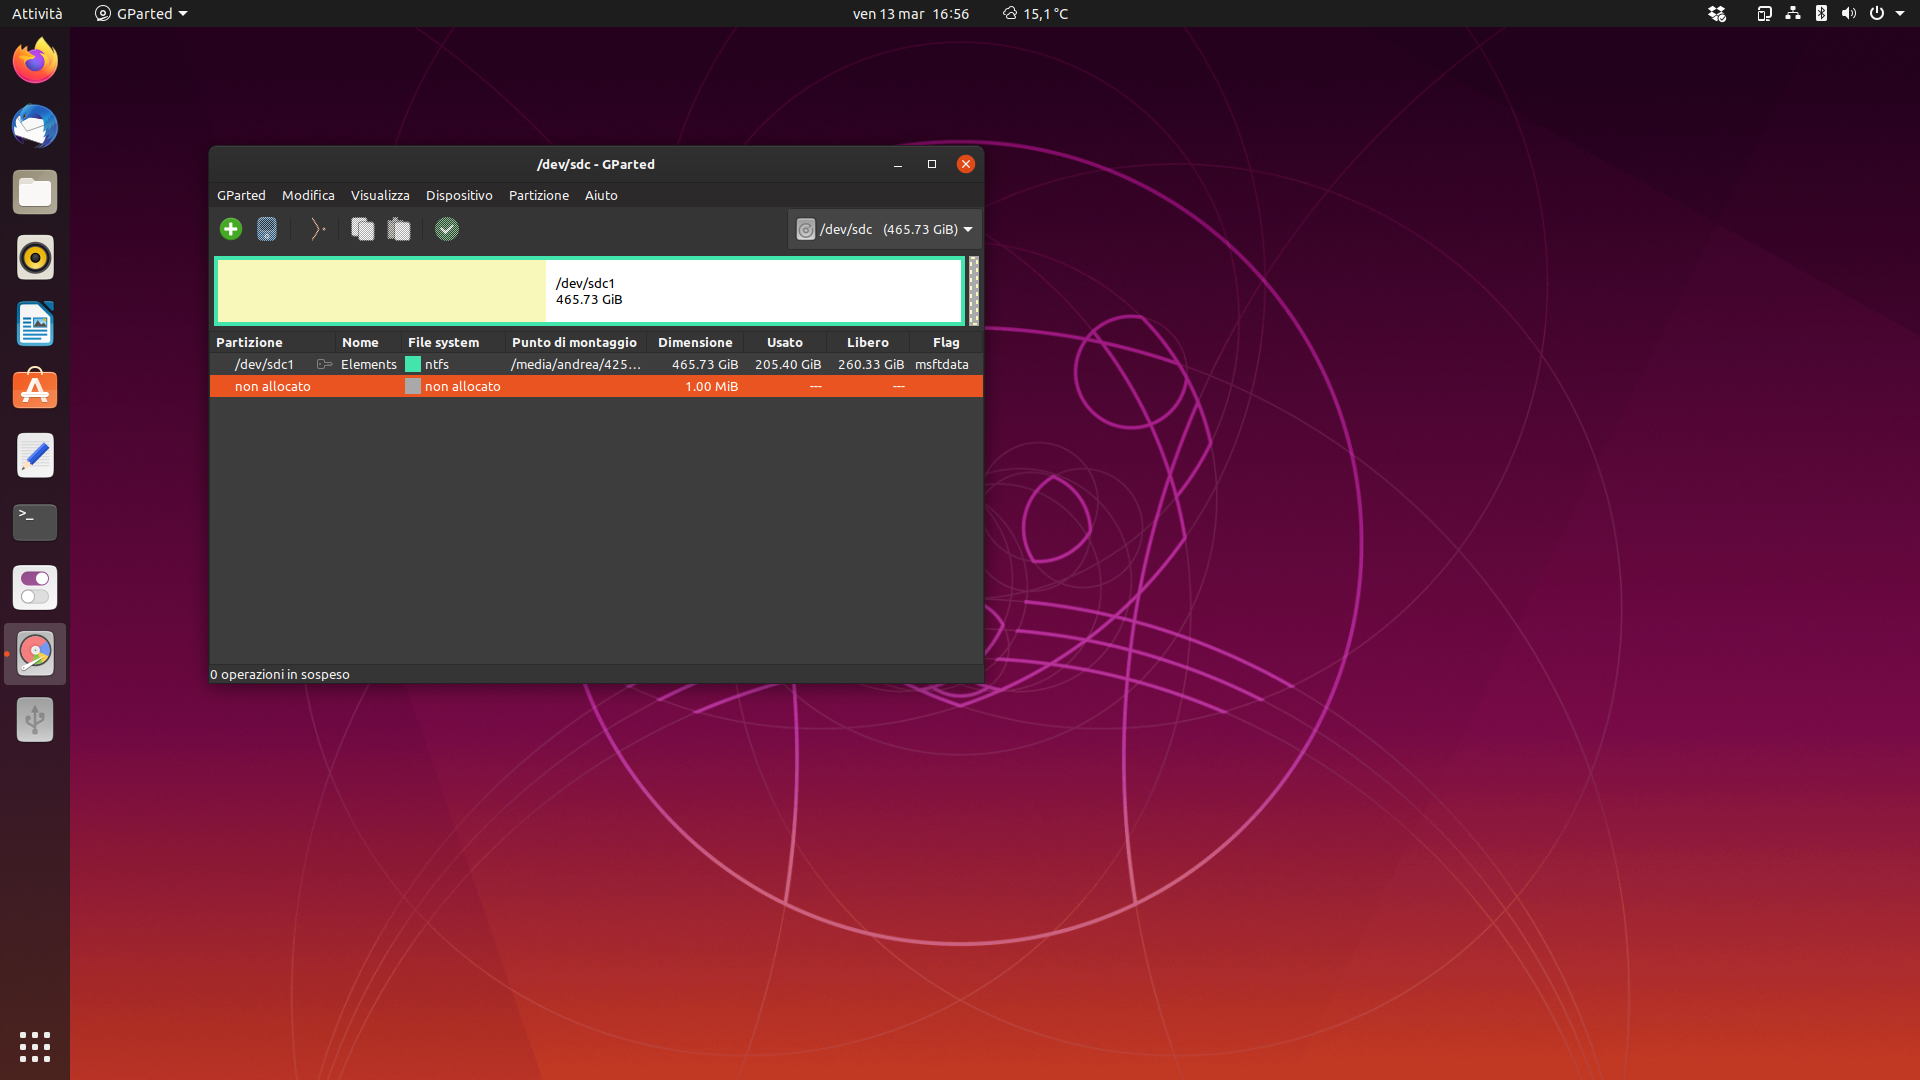 Attività GParted ven 13 mar 16:56 15,1 °C
/dev/sdc - GParted
GParted Modifica Visualizza Dispositivo Partizione Aiuto
/dev/sdc (465.73 GiB)
/dev/sdc1
465.73 GiB
Partizione Nome File system Punto di montaggio Dimensione Usato Libero Flag
/dev/sdc1 Elements ntfs /media/andrea/425… 465.73 GiB 205.40 GiB 260.33 GiB msftdata
non allocato non allocato 1.00 MiB --- ---
>_
0 operazioni in sospeso